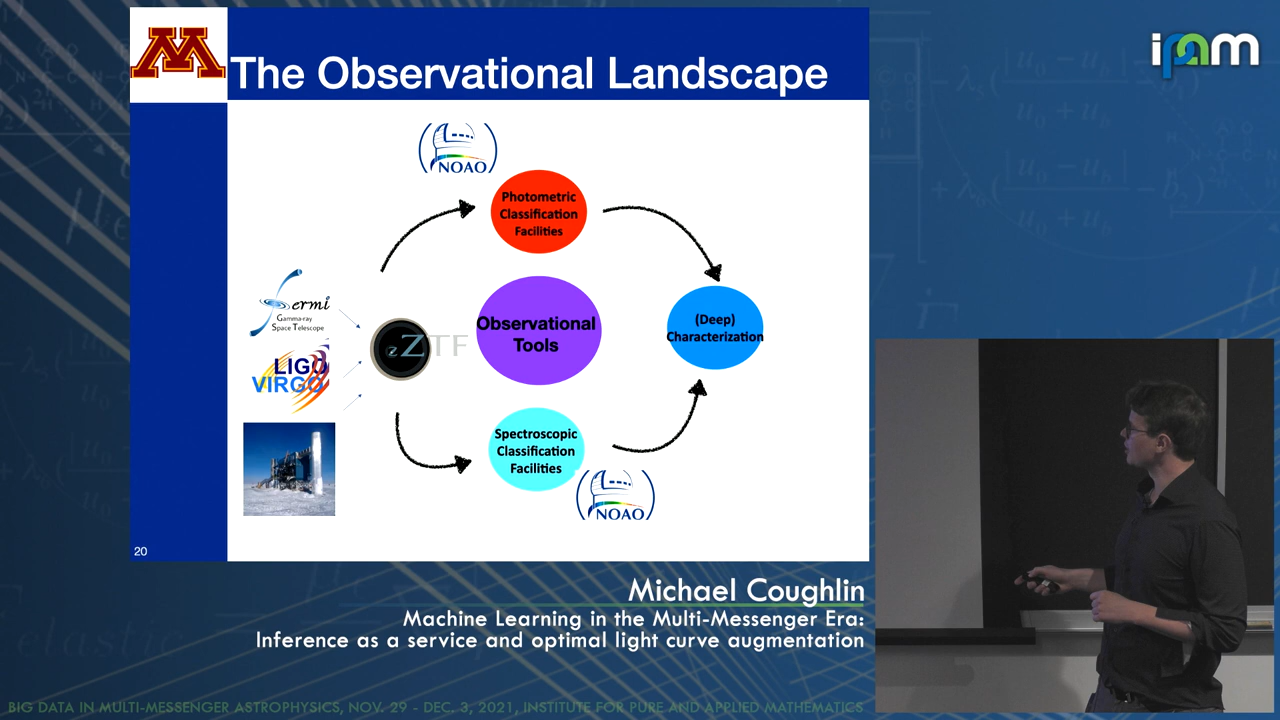 M
The Observational Landscape
ipam
NOAO
Photometric
Classification
Facilities
Fermi
Gamma-ray
Space Telescope
LIGO
VIRGO
zZTF
Observational
Tools
(Deep)
Characterization
Spectroscopic
Classification
Facilities
NOAO
20
Michael Coughlin
Machine Learning in the Multi-Messenger Era:
Inference as a service and optimal light curve augmentation
elastic
BIG DATA IN MULTI-MESSENGER ASTROPHYSICS, NOV. 29 - DEC. 3, 2021, INSTITUTE FOR PURE AND APPLIED MATHEMATICS